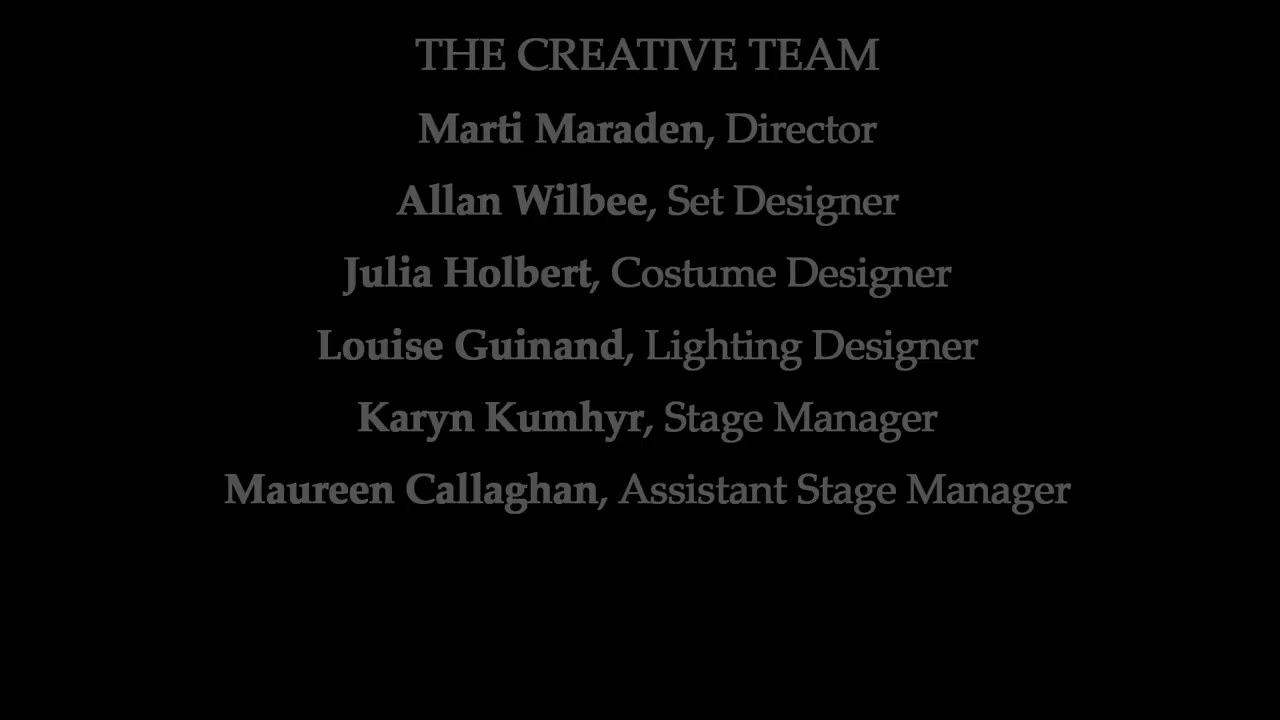 THE CREATIVE TEAM
Marti Maraden, Director
Allan Wilbee, Set Designer
Julia Holbert, Costume Designer
Louise Guinand, Lighting Designer
Karyn Kumhyr, Stage Manager
Maureen Callaghan, Assistant Stage Manager